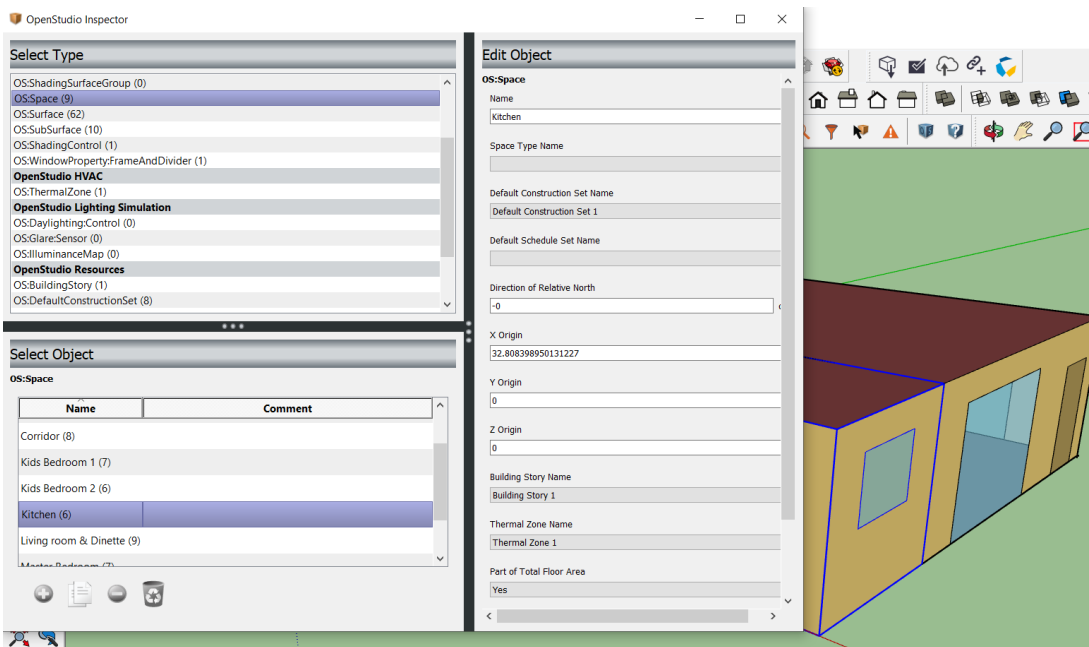 OpenStudio Inspector
Select Type
OS:ShadingSurfaceGroup (0)
OS:Space (9)
OS:Surface (62)
OS:SubSurface (10)
OS:ShadingControl (1)
OS:WindowProperty:FrameAndDivider (1)
OpenStudio HVAC
OS:ThermalZone (1)
OpenStudio Lighting Simulation
OS:Daylighting:Control (0)
OS:Glare:Sensor (0)
OS:IlluminanceMap (0)
OpenStudio Resources
OS:BuildingStory (1)
OS:DefaultConstructionSet (8)
Select Object
OS:Space
Name Comment
Corridor (8)
Kids Bedroom 1 (7)
Kids Bedroom 2 (6)
Kitchen (6)
Living room & Dinette (9)
Master Bedroom (7)
Edit Object
OS:Space
Name
Kitchen
Space Type Name
Default Construction Set Name
Default Construction Set 1
Default Schedule Set Name
Direction of Relative North
-0
X Origin
32.808398950131227
Y Origin
0
Z Origin
0
Building Story Name
Building Story 1
Thermal Zone Name
Thermal Zone 1
Part of Total Floor Area
Yes